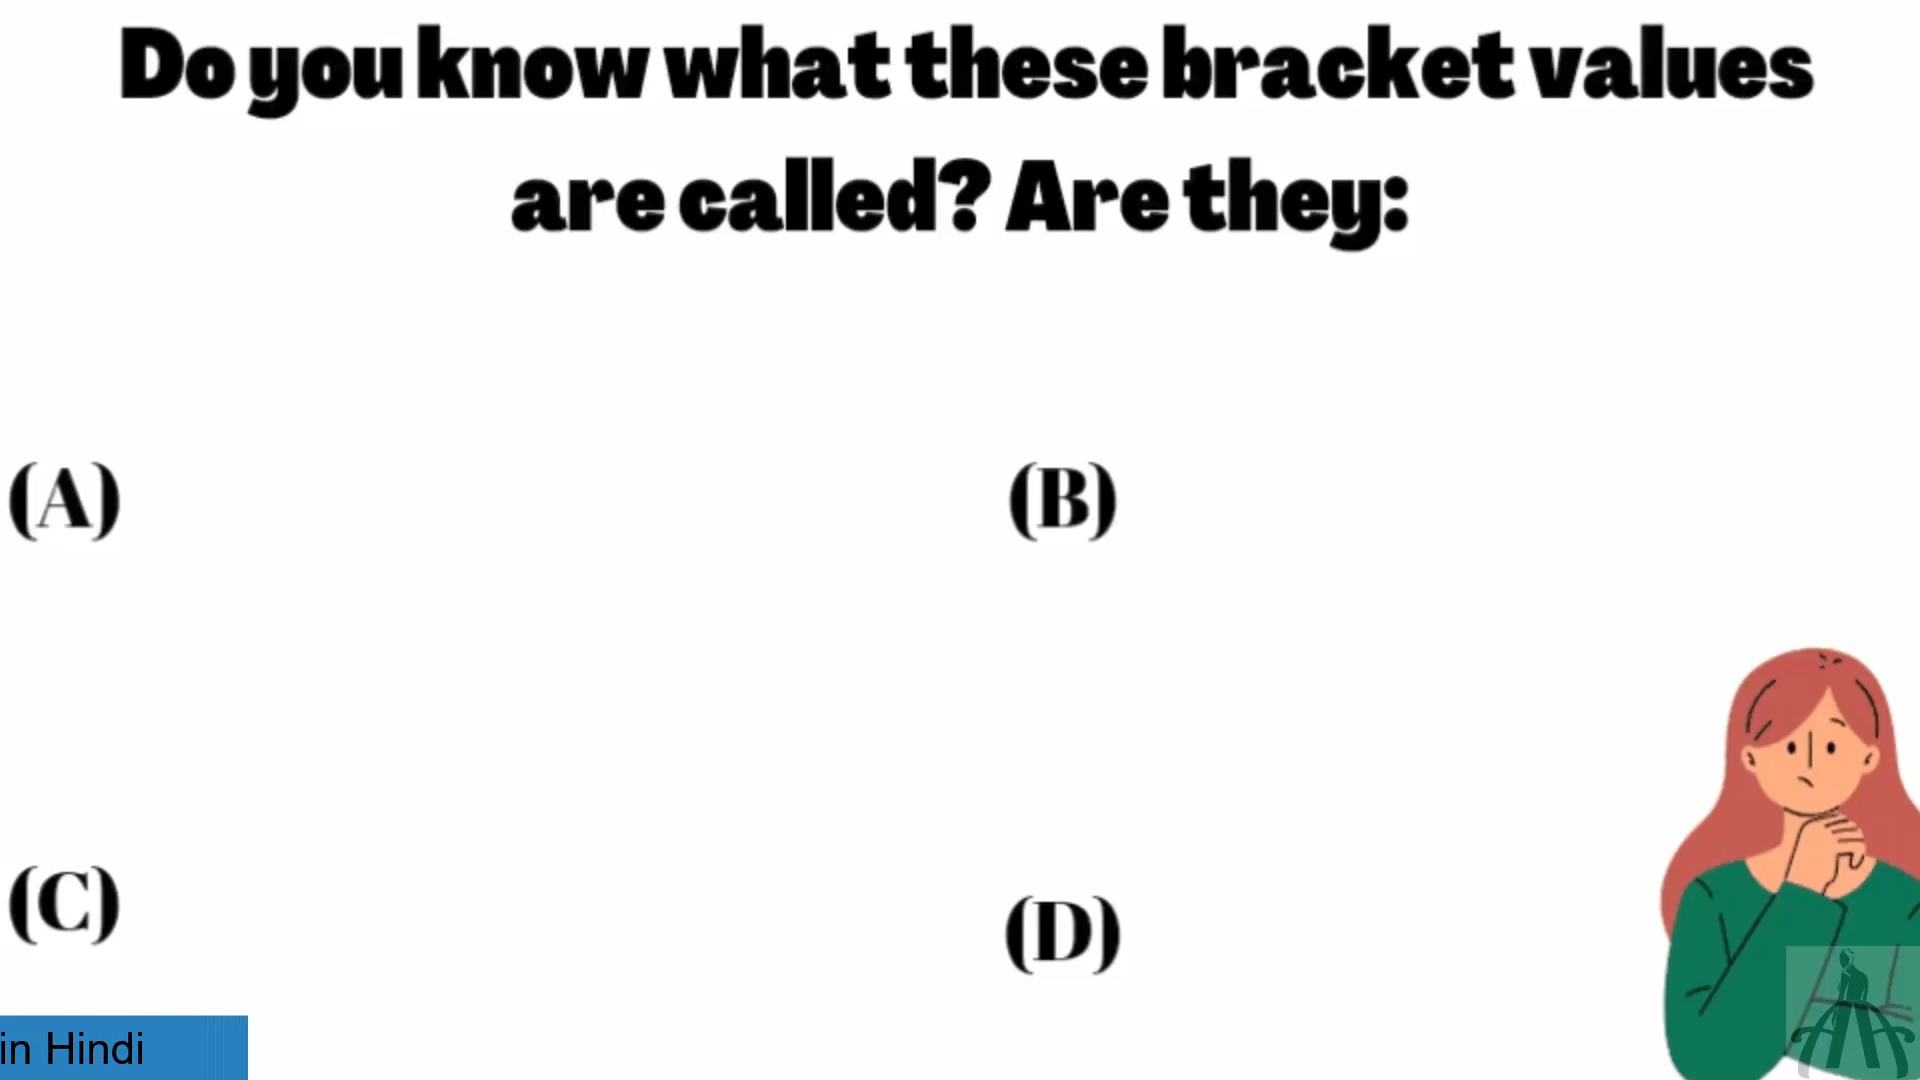 Do you know what these bracket values
are called? Are they:
(A)
(B)
(C)
(D)
in Hindi